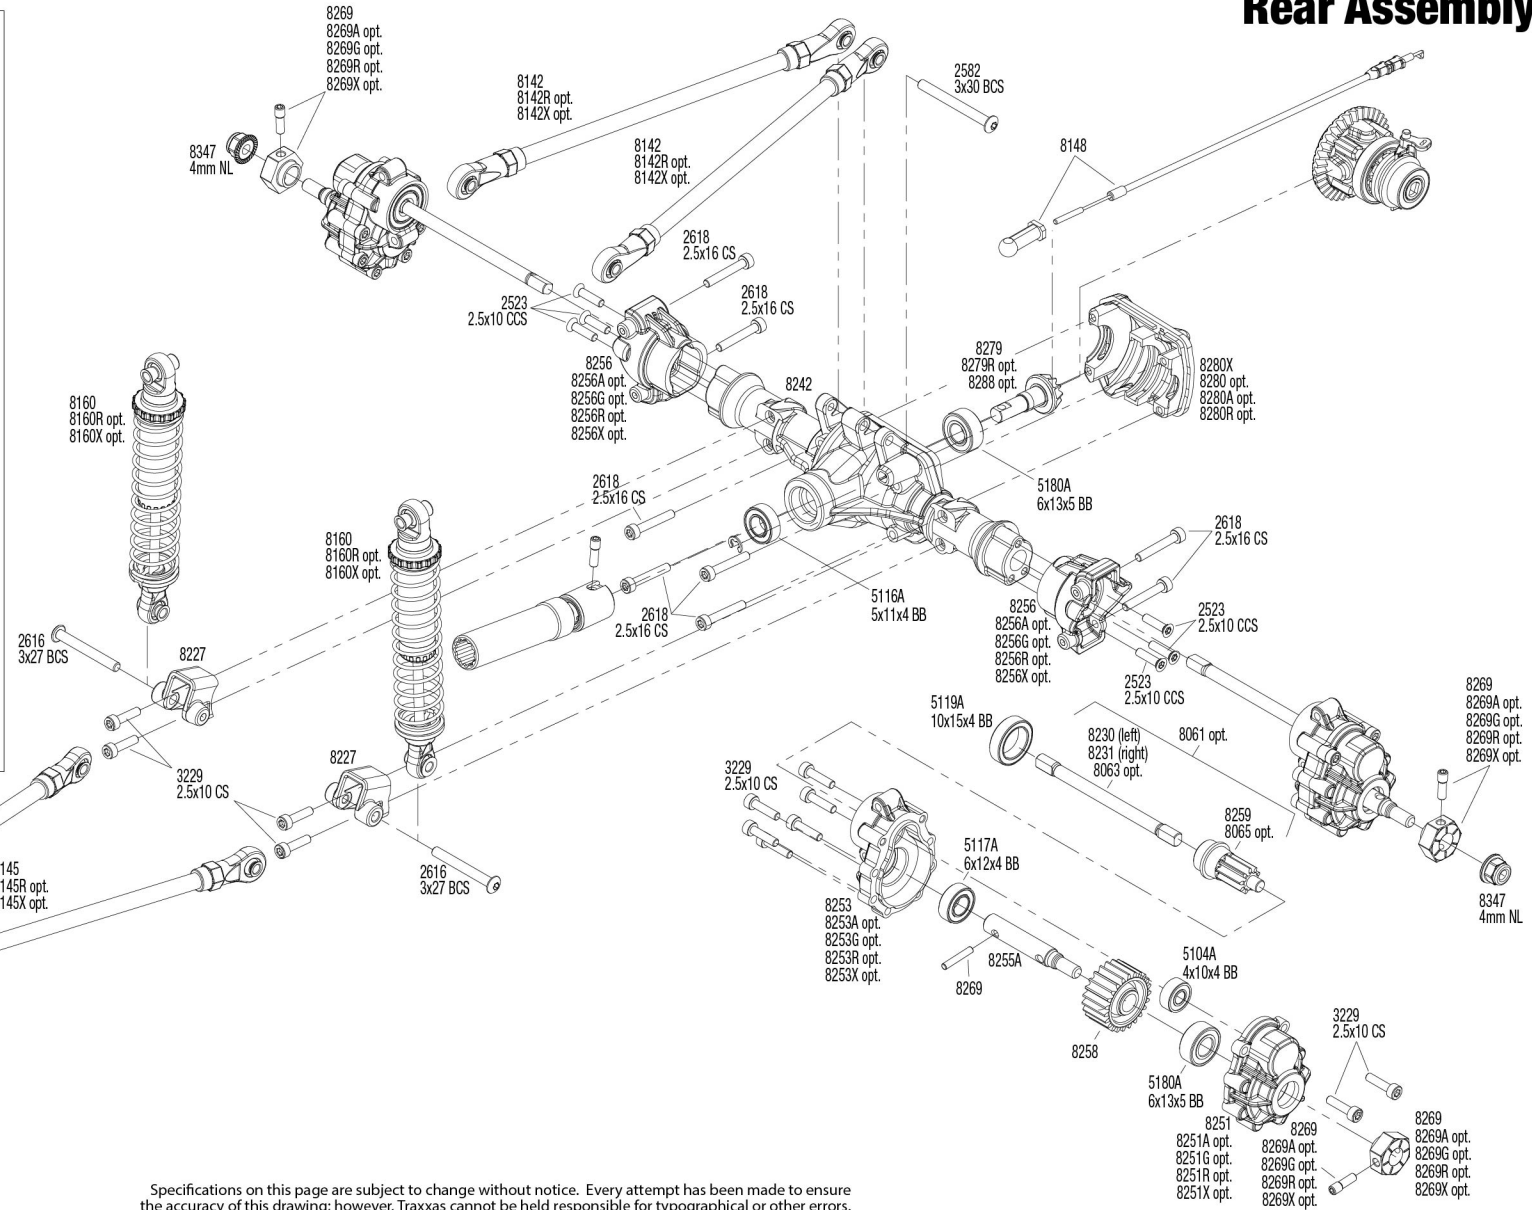 Rear Assembly
8269
8269A opt.
8269G opt.
8269R opt.
8269X opt.
8347
4mm NL
8142
8142R opt.
8142X opt.
8142
8142R opt.
8142X opt.
2582
3x30 BCS
8148
2618
2.5x16 CS
2618
2.5x16 CS
2523
2.5x10 CCS
8256
8256A opt.
8256G opt.
8256R opt.
8256X opt.
8242
8279
8279R opt.
8288 opt.
8280X
8280 opt.
8280A opt.
8280R opt.
8160
8160R opt.
8160X opt.
2618
2.5x16 CS
5180A
6x13x5 BB
8160
8160R opt.
8160X opt.
2618
2.5x16 CS
5116A
5x11x4 BB
2618
2.5x16 CS
8256
8256A opt.
8256G opt.
8256R opt.
8256X opt.
2523
2.5x10 CCS
2523
2.5x10 CCS
2616
3x27 BCS
8227
3229
2.5x10 CS
8227
2616
3x27 BCS
145
145R opt.
145X opt.
5119A
10x15x4 BB
8230 (left)
8231 (right)
8063 opt.
8061 opt.
8259
8065 opt.
8269
8269A opt.
8269G opt.
8269R opt.
8269X opt.
8347
4mm NL
3229
2.5x10 CS
5117A
6x12x4 BB
8253
8253A opt.
8253G opt.
8253R opt.
8253X opt.
8269
8255A
5104A
4x10x4 BB
8258
5180A
6x13x5 BB
3229
2.5x10 CS
8251
8251A opt.
8251G opt.
8251R opt.
8251X opt.
8269
8269A opt.
8269G opt.
8269R opt.
8269X opt.
8269
8269A opt.
8269G opt.
8269R opt.
8269X opt.
Specifications on this page are subject to change without notice. Every attempt has been made to ensure
the accuracy of this drawing; however, Traxxas cannot be held responsible for typographical or other errors.